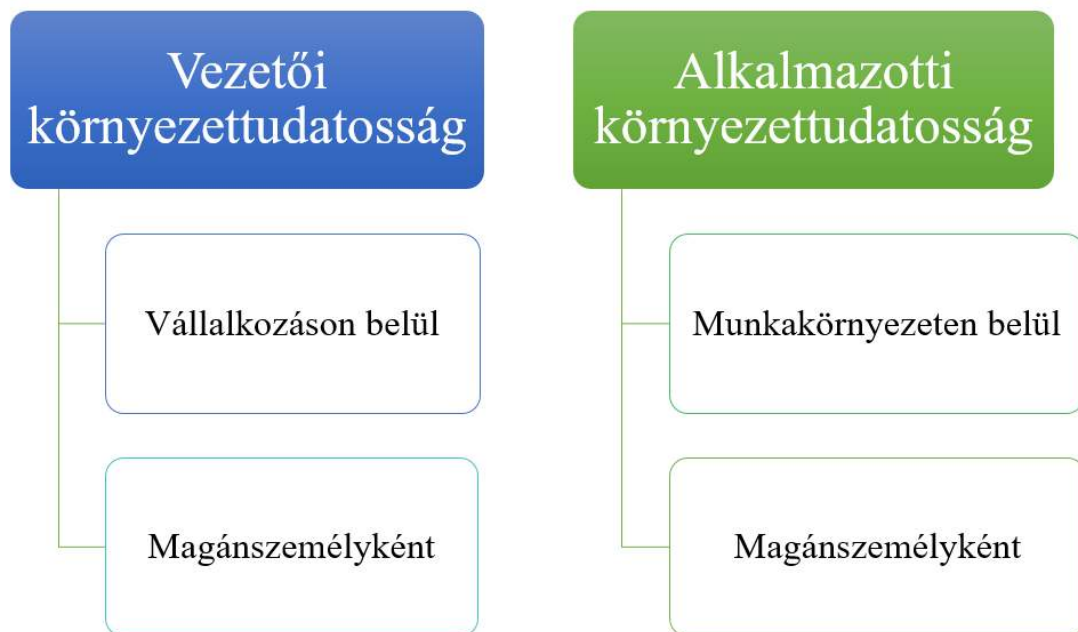 Vezetői
környezettudatosság
Vállalkozáson belül
Magánszemélyként
Alkalmazotti
környezettudatosság
Munkakörnyezeten belül
Magánszemélyként